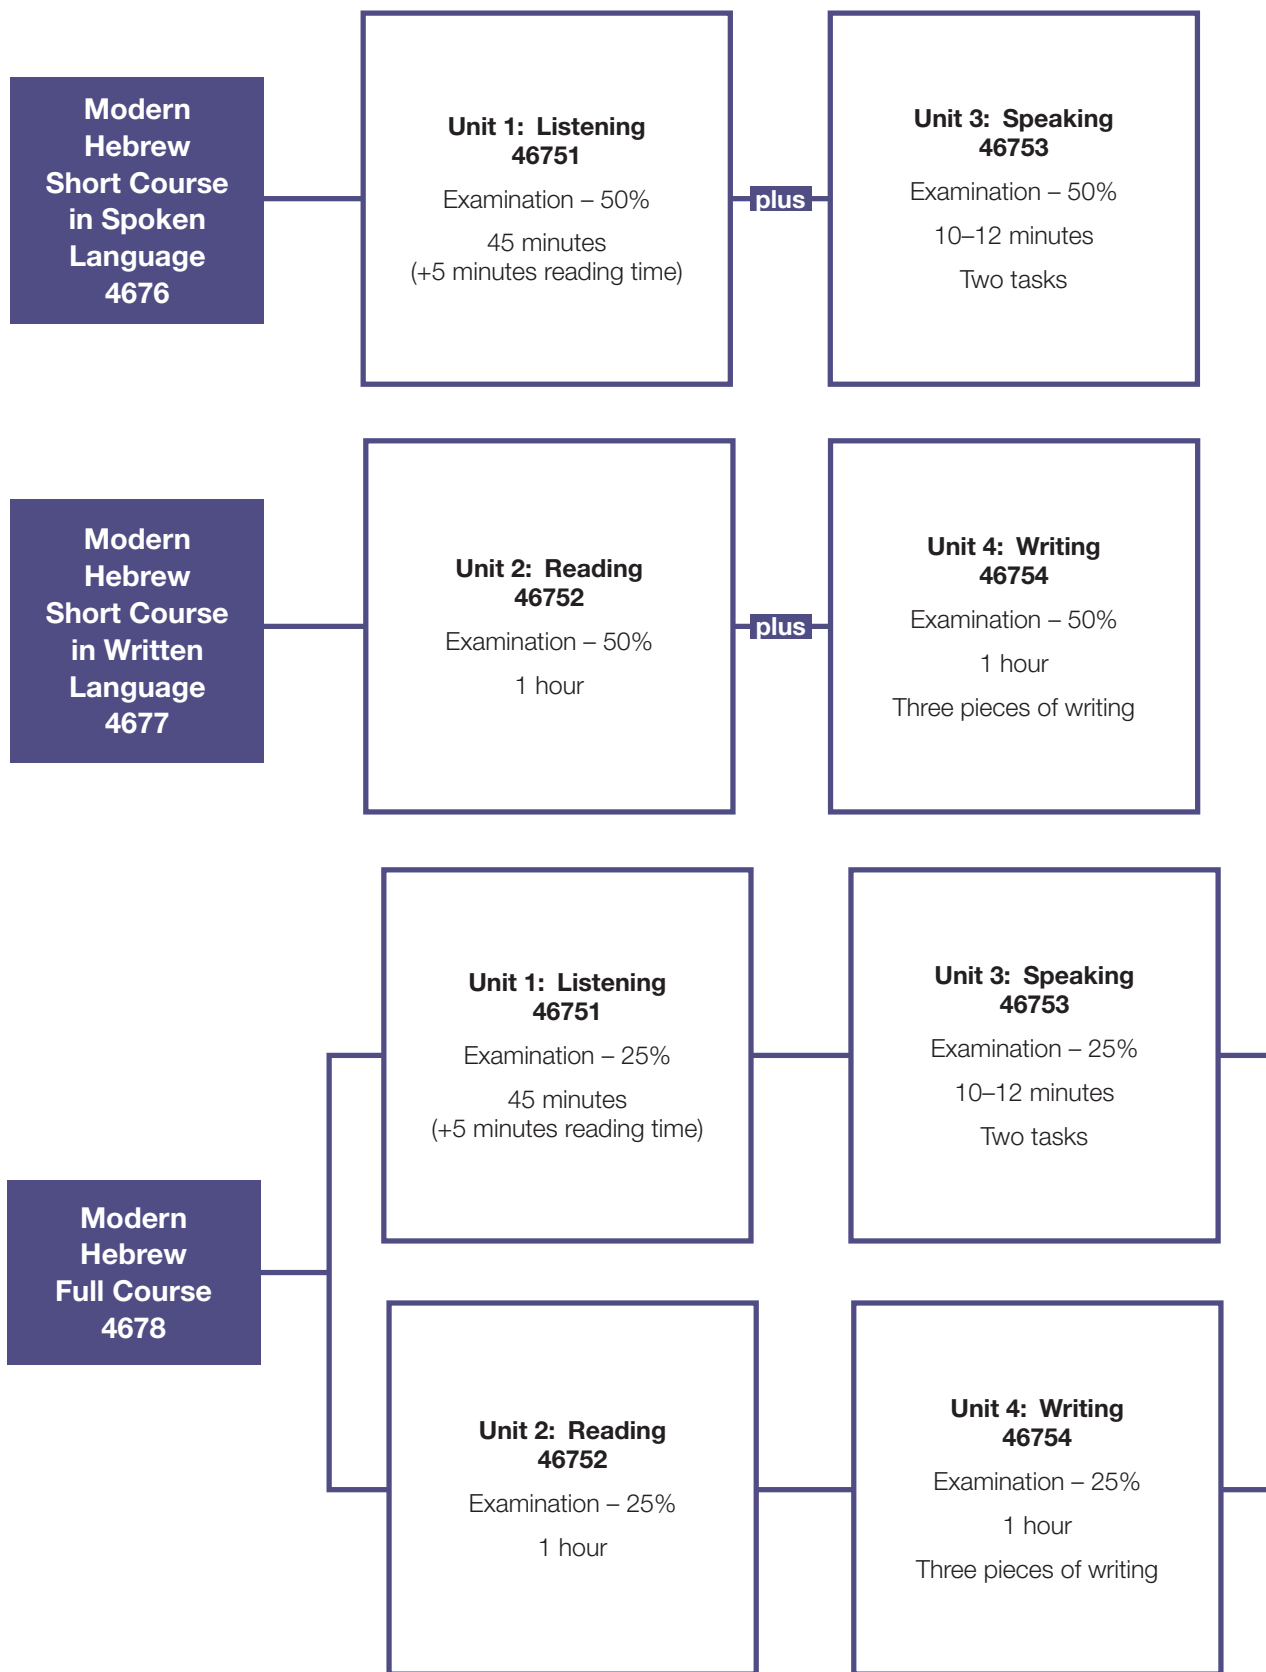 Modern
Hebrew
Short Course
in Spoken
Language
4676
Unit 1: Listening
46751
Examination – 50%
45 minutes
(+5 minutes reading time)
plus
Unit 3: Speaking
46753
Examination – 50%
10–12 minutes
Two tasks
Modern
Hebrew
Short Course
in Written
Language
4677
Unit 2: Reading
46752
Examination – 50%
1 hour
plus
Unit 4: Writing
46754
Examination – 50%
1 hour
Three pieces of writing
Modern
Hebrew
Full Course
4678
Unit 1: Listening
46751
Examination – 25%
45 minutes
(+5 minutes reading time)
Unit 3: Speaking
46753
Examination – 25%
10–12 minutes
Two tasks
Unit 2: Reading
46752
Examination – 25%
1 hour
Unit 4: Writing
46754
Examination – 25%
1 hour
Three pieces of writing